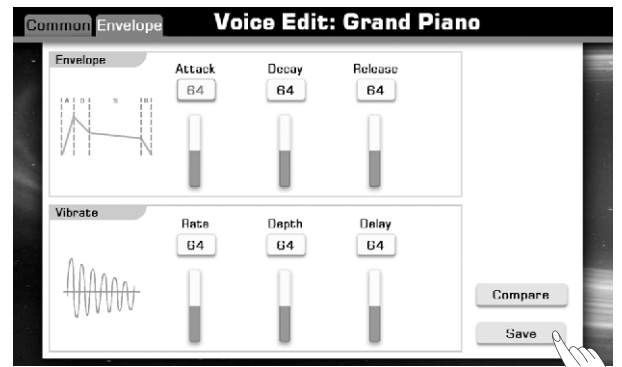 Common Envelope Voice Edit: Grand Piano
Envelope
Attack Decay Release
64 64 64
A D S R
Vibrate
Rate Depth Delay
64 64 64
Compare
Save